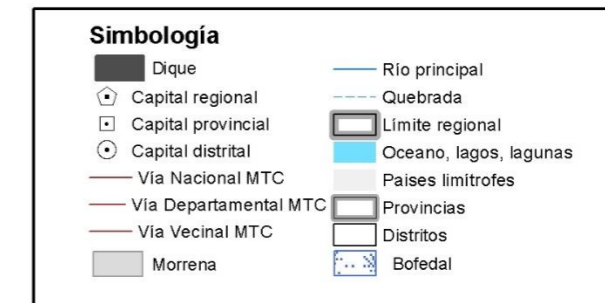 Simbología
Dique
Capital regional
Capital provincial
Capital distrital
Vía Nacional MTC
Vía Departamental MTC
Vía Vecinal MTC
Morrena
Río principal
Quebrada
Límite regional
Oceano, lagos, lagunas
Paises limítrofes
Provincias
Distritos
Bofedal